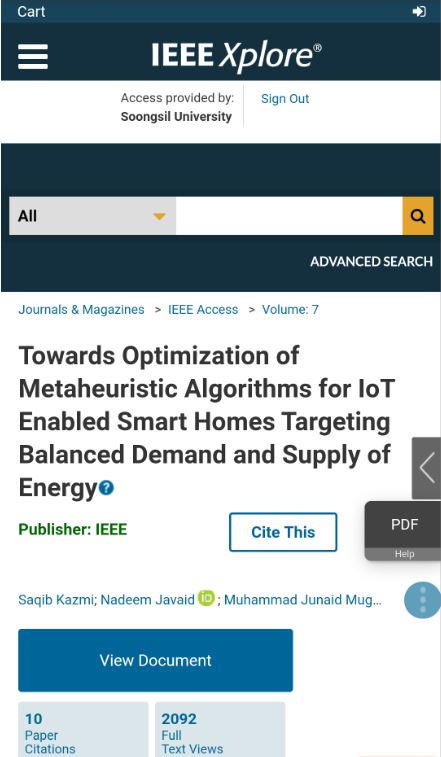 Cart
IEEE Xplore®
Access provided by: Sign Out
Soongsil University
All
ADVANCED SEARCH
Journals & Magazines > IEEE Access > Volume: 7
Towards Optimization of
Metaheuristic Algorithms for IoT
Enabled Smart Homes Targeting
Balanced Demand and Supply of
Energy?
PDF
Help
Publisher: IEEE
Cite This
Saqib Kazmi; Nadeem Javaid iD ; Muhammad Junaid Mug...
View Document
10
Paper
Citations
2092
Full
Text Views